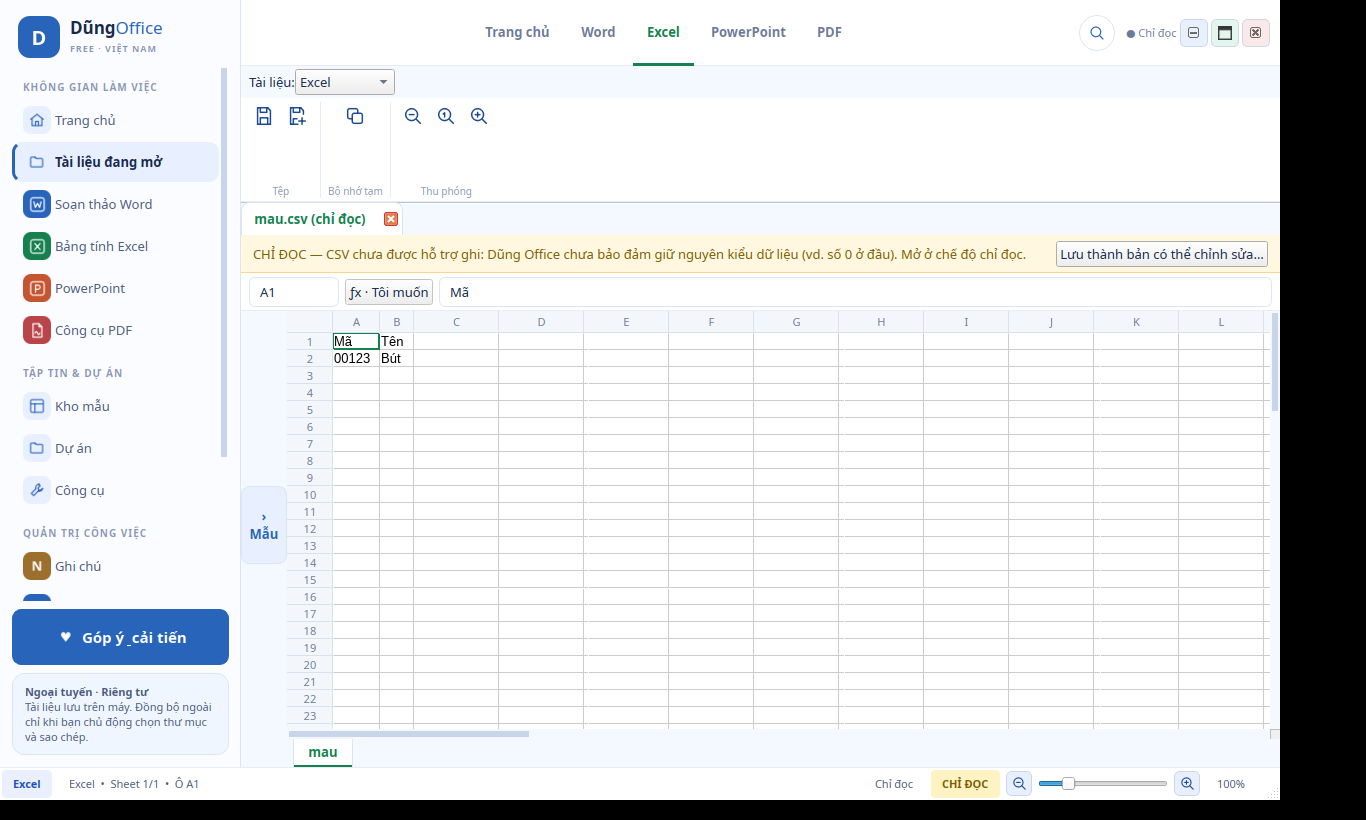 D
DũngOffice
FREE · VIỆT NAM
KHÔNG GIAN LÀM VIỆC
Trang chủ
Tài liệu đang mở
Soạn thảo Word
Bảng tính Excel
PowerPoint
Công cụ PDF
TẬP TIN & DỰ ÁN
Kho mẫu
Dự án
Công cụ
QUẢN TRỊ CÔNG VIỆC
N Ghi chú
♥ Góp ý _cải tiến
Ngoại tuyến · Riêng tư
Tài liệu lưu trên máy. Đồng bộ ngoài
chỉ khi bạn chủ động chọn thư mục
và sao chép.
Trang chủ Word Excel PowerPoint PDF
Chỉ đọc
Tài liệu: Excel
Tệp Bộ nhớ tạm Thu phóng
mau.csv (chỉ đọc)
CHỈ ĐỌC — CSV chưa được hỗ trợ ghi: Dũng Office chưa bảo đảm giữ nguyên kiểu dữ liệu (vd. số 0 ở đầu). Mở ở chế độ chỉ đọc.
Lưu thành bản có thể chỉnh sửa...
A1 ƒx · Tôi muốn Mã
A B C D E F G H I J K L
1 Mã Tên
2 00123 Bút
3
4
5
6
7
8
9
10
11
12
13
14
15
16
17
18
19
20
21
22
23
› Mẫu
mau
Excel Excel • Sheet 1/1 • Ô A1
Chỉ đọc CHỈ ĐỌC 100%